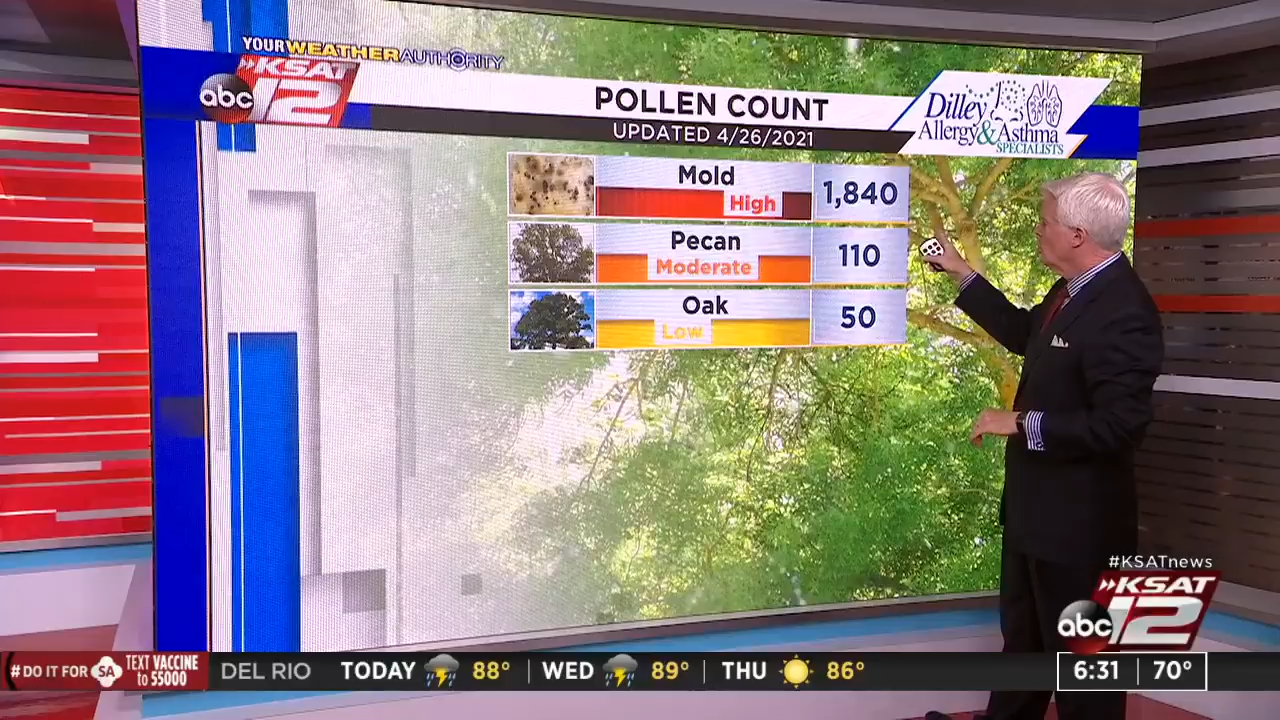 YOUR WEATHER AUTHORITY
KSAT
abc 12
POLLEN COUNT
UPDATED 4/26/2021
Dilley
Allergy & Asthma
SPECIALISTS
Mold
High
1,840
Pecan
Moderate
110
Oak
Low
50
#KSATnews
KSAT
abc 12
#DO IT FOR SA
TEXT VACCINE
to 55000
DEL RIO
TODAY 88° WED 89° THU 86°
6:31 70°